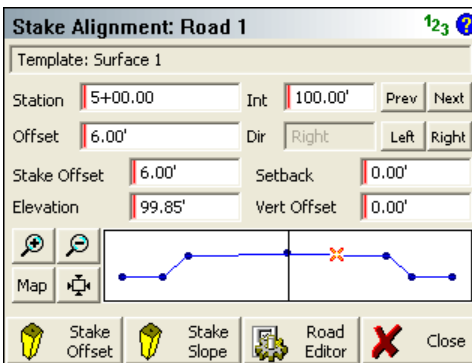 Stake Alignment: Road 1 123 ?
Template: Surface 1
Station 5+00.00 Int 100.00' Prev Next
Offset 6.00' Dir Right Left Right
Stake Offset 6.00' Setback 0.00'
Elevation 99.85' Vert Offset 0.00'
Map
Stake Offset Stake Slope Road Editor Close